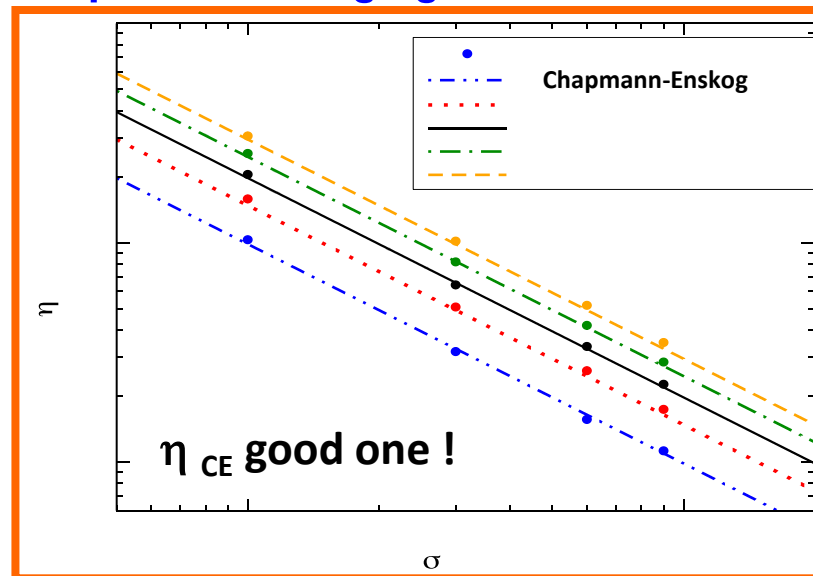 Chapmann-Enskog
η
η CE good one !
σ